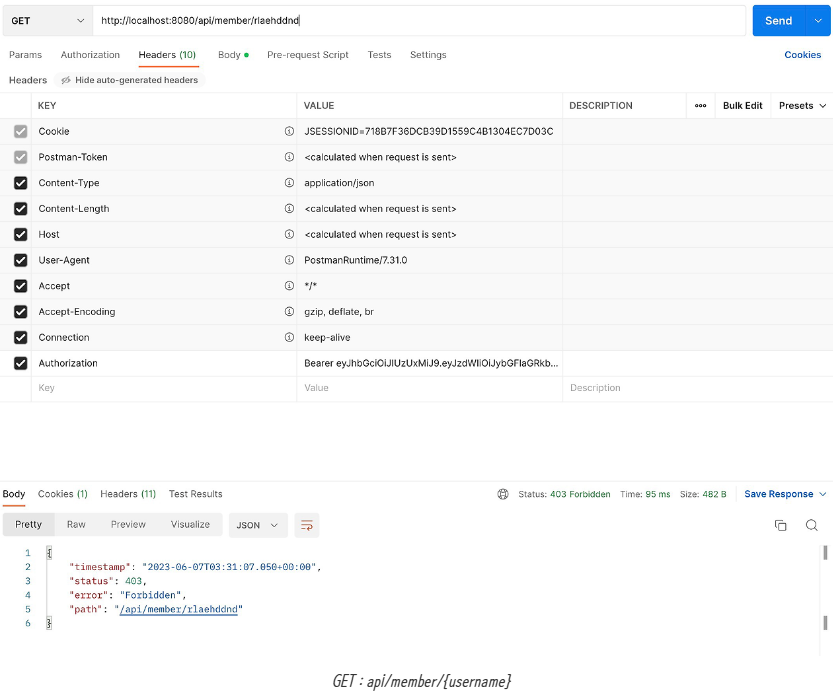 GET http://localhost:8080/api/member/rlaehddnd Send
Params Authorization Headers (10) Body Pre-request Script Tests Settings Cookies
Headers Hide auto-generated headers
KEY VALUE DESCRIPTION ooo Bulk Edit Presets
Cookie JSESSIONID=718B7F36DCB39D1559C4B1304EC7D03C
Postman-Token <calculated when request is sent>
Content-Type application/json
Content-Length <calculated when request is sent>
Host <calculated when request is sent>
User-Agent PostmanRuntime/7.31.0
Accept */*
Accept-Encoding gzip, deflate, br
Connection keep-alive
Authorization Bearer eyJhbGciOiJIUzUxMiJ9.eyJzdWIiOiJybGFlaGRkb...
Key Value Description
Body Cookies (1) Headers (11) Test Results Status: 403 Forbidden Time: 95 ms Size: 482 B Save Response
Pretty Raw Preview Visualize JSON
1 {
2 "timestamp": "2023-06-07T03:31:07.050+00:00",
3 "status": 403,
4 "error": "Forbidden",
5 "path": "/api/member/rlaehddnd"
6 }
GET : api/member/{username}